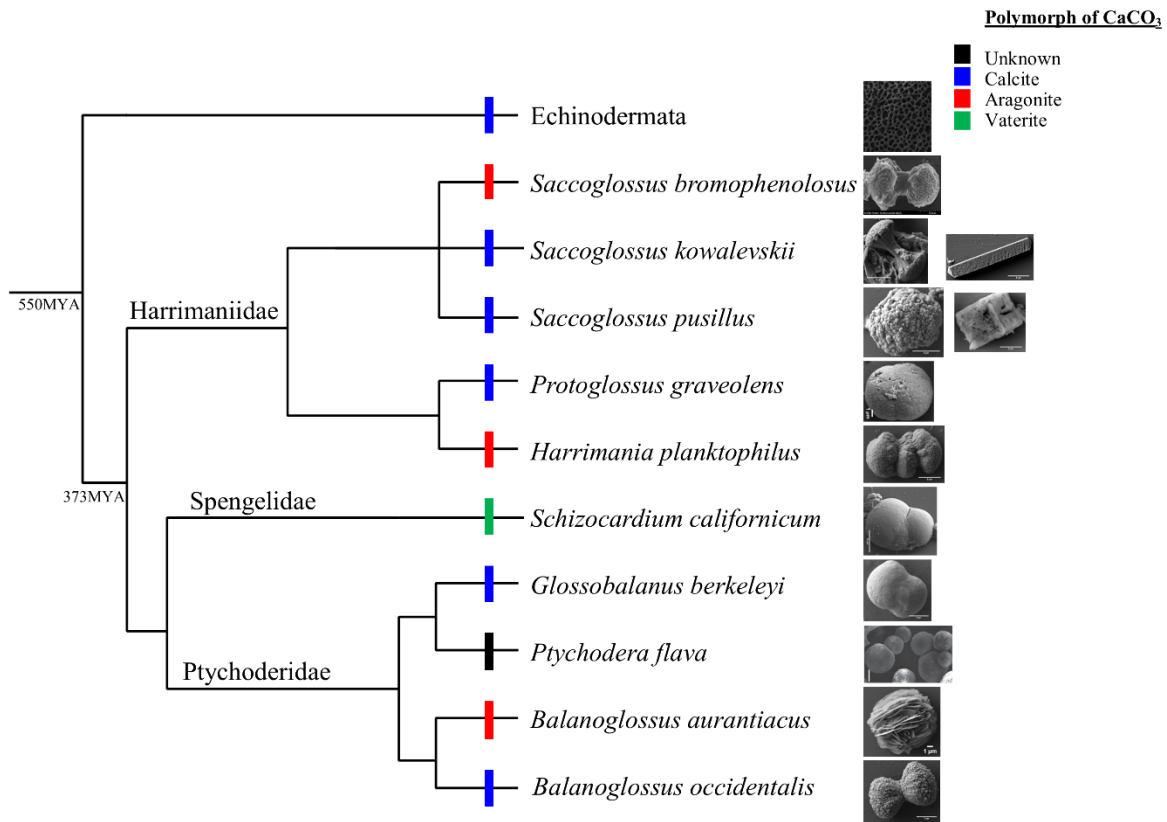 Polymorph of CaCO₃
Unknown
Calcite
Aragonite
Vaterite
Echinodermata
Saccoglossus bromophenolosus
Saccoglossus kowalevskii
550MYA
Harrimaniidae
Saccoglossus pusillus
Protoglossus graveolens
Harrimania planktophilus
373MYA
Spengelidae
Schizocardium californicum
Glossobalanus berkeleyi
Ptychodera flava
Ptychoderidae
Balanoglossus aurantiacus
1 µm
Balanoglossus occidentalis